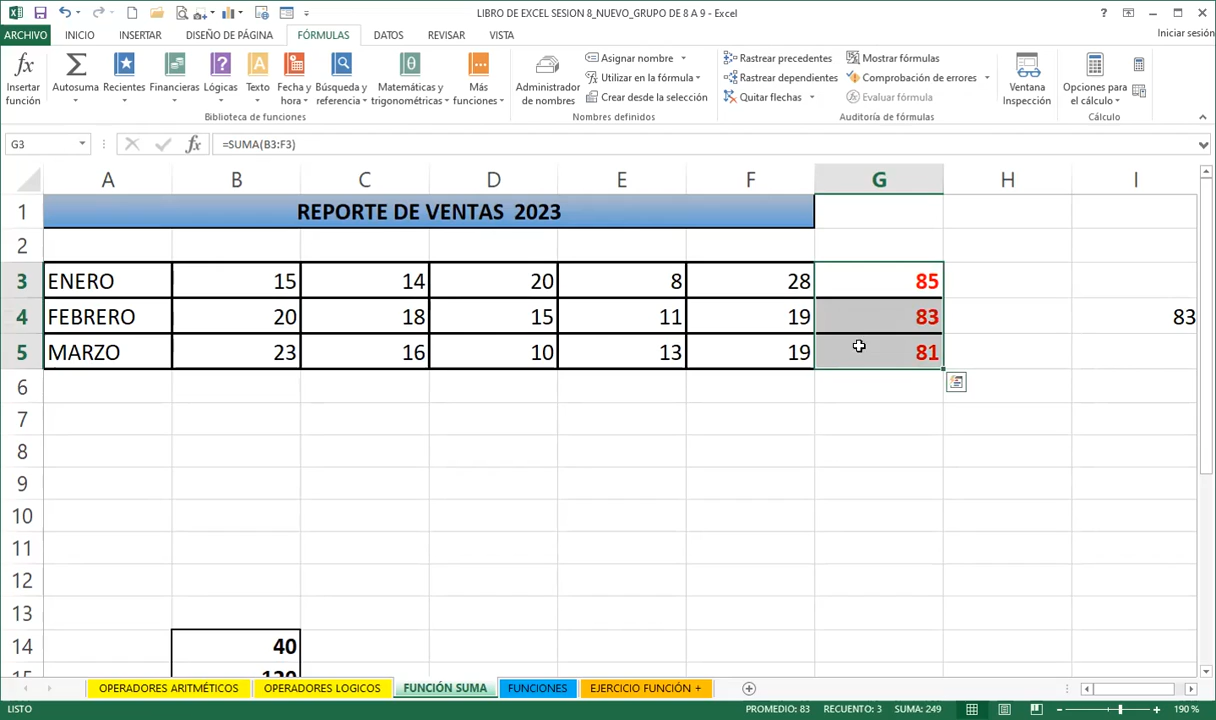 LIBRO DE EXCEL SESION 8_NUEVO_GRUPO DE 8 A 9 - Excel
ARCHIVO INICIO INSERTAR DISEÑO DE PÁGINA FÓRMULAS DATOS REVISAR VISTA Iniciar sesión
Insertar función
Autosuma
Recientes
Financieras
Lógicas
Texto
Fecha y hora
Búsqueda y referencia
Matemáticas y trigonométricas
Más funciones
Biblioteca de funciones
Administrador de nombres
Asignar nombre
Utilizar en la fórmula
Crear desde la selección
Nombres definidos
Rastrear precedentes
Rastrear dependientes
Quitar flechas
Mostrar fórmulas
Comprobación de errores
Evaluar fórmula
Auditoría de fórmulas
Ventana Inspección
Opciones para el cálculo
Cálculo
G3 fx =SUMA(B3:F3)
A B C D E F G H I
1 REPORTE DE VENTAS 2023
2
3 ENERO 15 14 20 8 28 85
4 FEBRERO 20 18 15 11 19 83 83
5 MARZO 23 16 10 13 19 81
6
7
8
9
10
11
12
13
14 40
15 120
OPERADORES ARITMÉTICOS OPERADORES LOGICOS FUNCIÓN SUMA FUNCIONES EJERCICIO FUNCIÓN +
LISTO PROMEDIO: 83 RECUENTO: 3 SUMA: 249 190 %